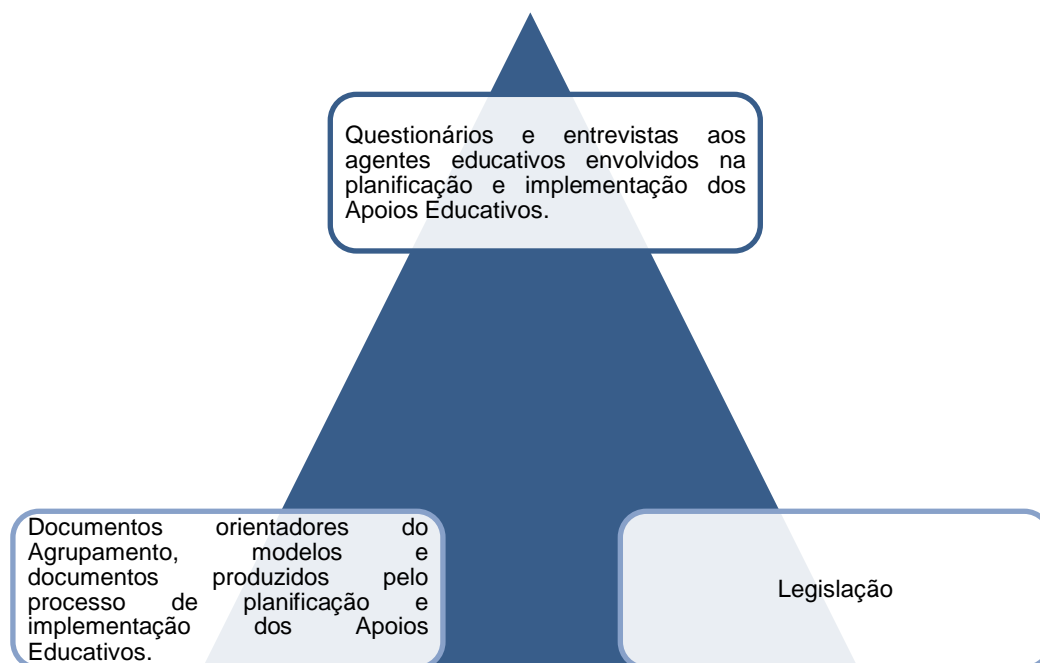 Questionários e entrevistas aos
agentes educativos envolvidos na
planificação e implementação dos
Apoios Educativos.
Documentos orientadores do
Agrupamento, modelos e
documentos produzidos pelo
processo de planificação e
implementação dos Apoios
Educativos.
Legislação